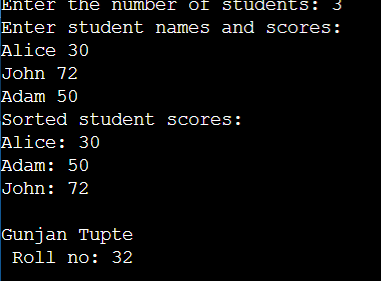 Enter the number of students: 3
Enter student names and scores:
Alice 30
John 72
Adam 50
Sorted student scores:
Alice: 30
Adam: 50
John: 72
Gunjan Tupte
Roll no: 32